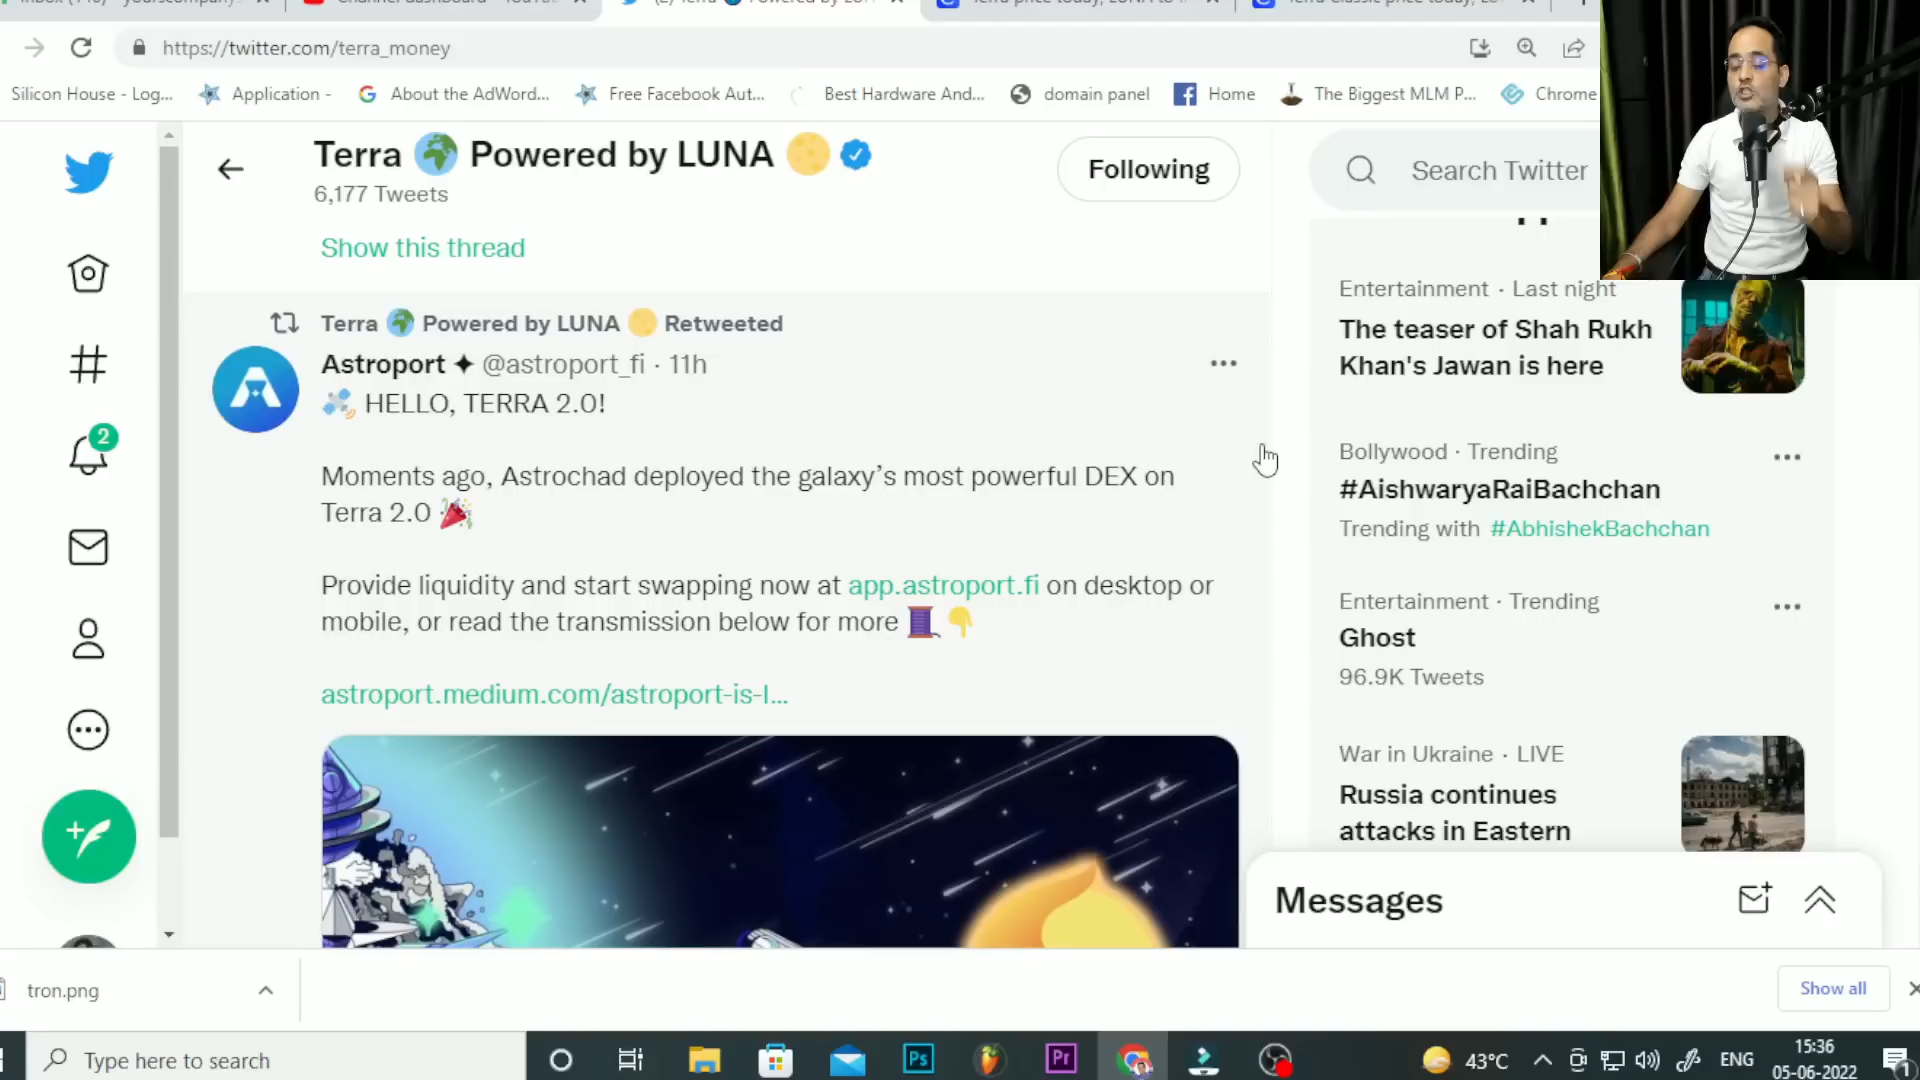 https://twitter.com/terra_money
Silicon House - Log...
Application -
About the AdWord...
Free Facebook Aut...
Best Hardware And...
domain panel
Home
The Biggest MLM P...
Chrome
Terra 🌍 Powered by LUNA 🌕
6,177 Tweets
Following
Search Twitter
Show this thread
Terra 🌍 Powered by LUNA 🌕 Retweeted
Astroport ✦ @astroport_fi · 11h
🛰️ HELLO, TERRA 2.0!
Moments ago, Astrochad deployed the galaxy’s most powerful DEX on
Terra 2.0 🎉
Provide liquidity and start swapping now at app.astroport.fi on desktop or
mobile, or read the transmission below for more 🧵👇
astroport.medium.com/astroport-is-l...
2
Entertainment · Last night
The teaser of Shah Rukh
Khan's Jawan is here
Bollywood · Trending
#AishwaryaRaiBachchan
Trending with #AbhishekBachchan
Entertainment · Trending
Ghost
96.9K Tweets
War in Ukraine · LIVE
Russia continues
attacks in Eastern
Messages
tron.png
Show all
Type here to search
Ps
Pr
43°C
ENG
15:36
05-06-2022
1